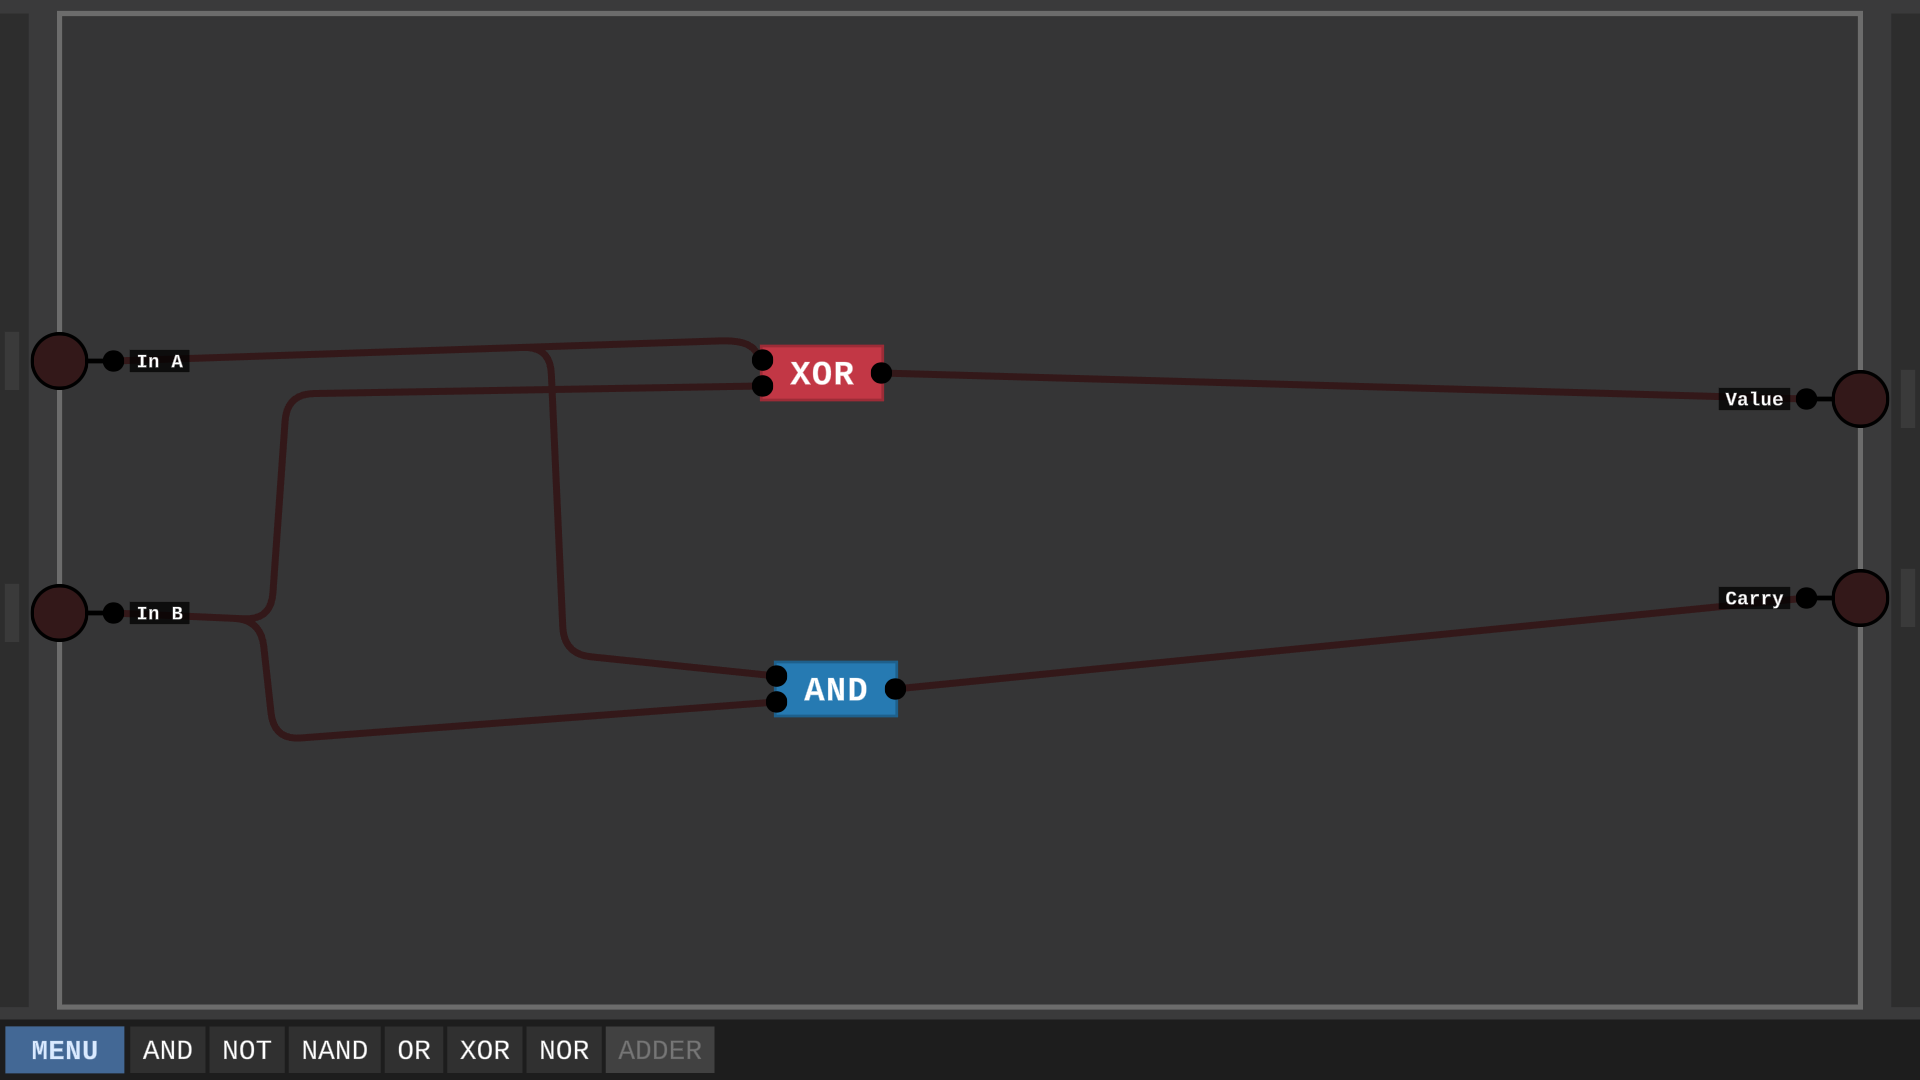 In A
XOR
Value
In B
Carry
AND
MENU AND NOT NAND OR XOR NOR ADDER